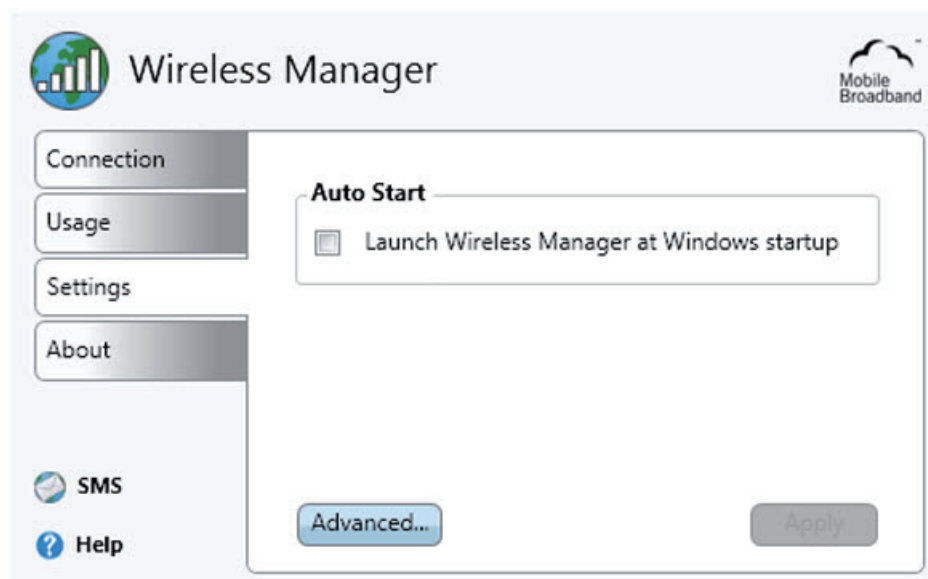 Wireless Manager
Mobile
Broadband
Connection
Usage
Settings
About
Auto Start
Launch Wireless Manager at Windows startup
SMS
Help
Advanced...
Apply